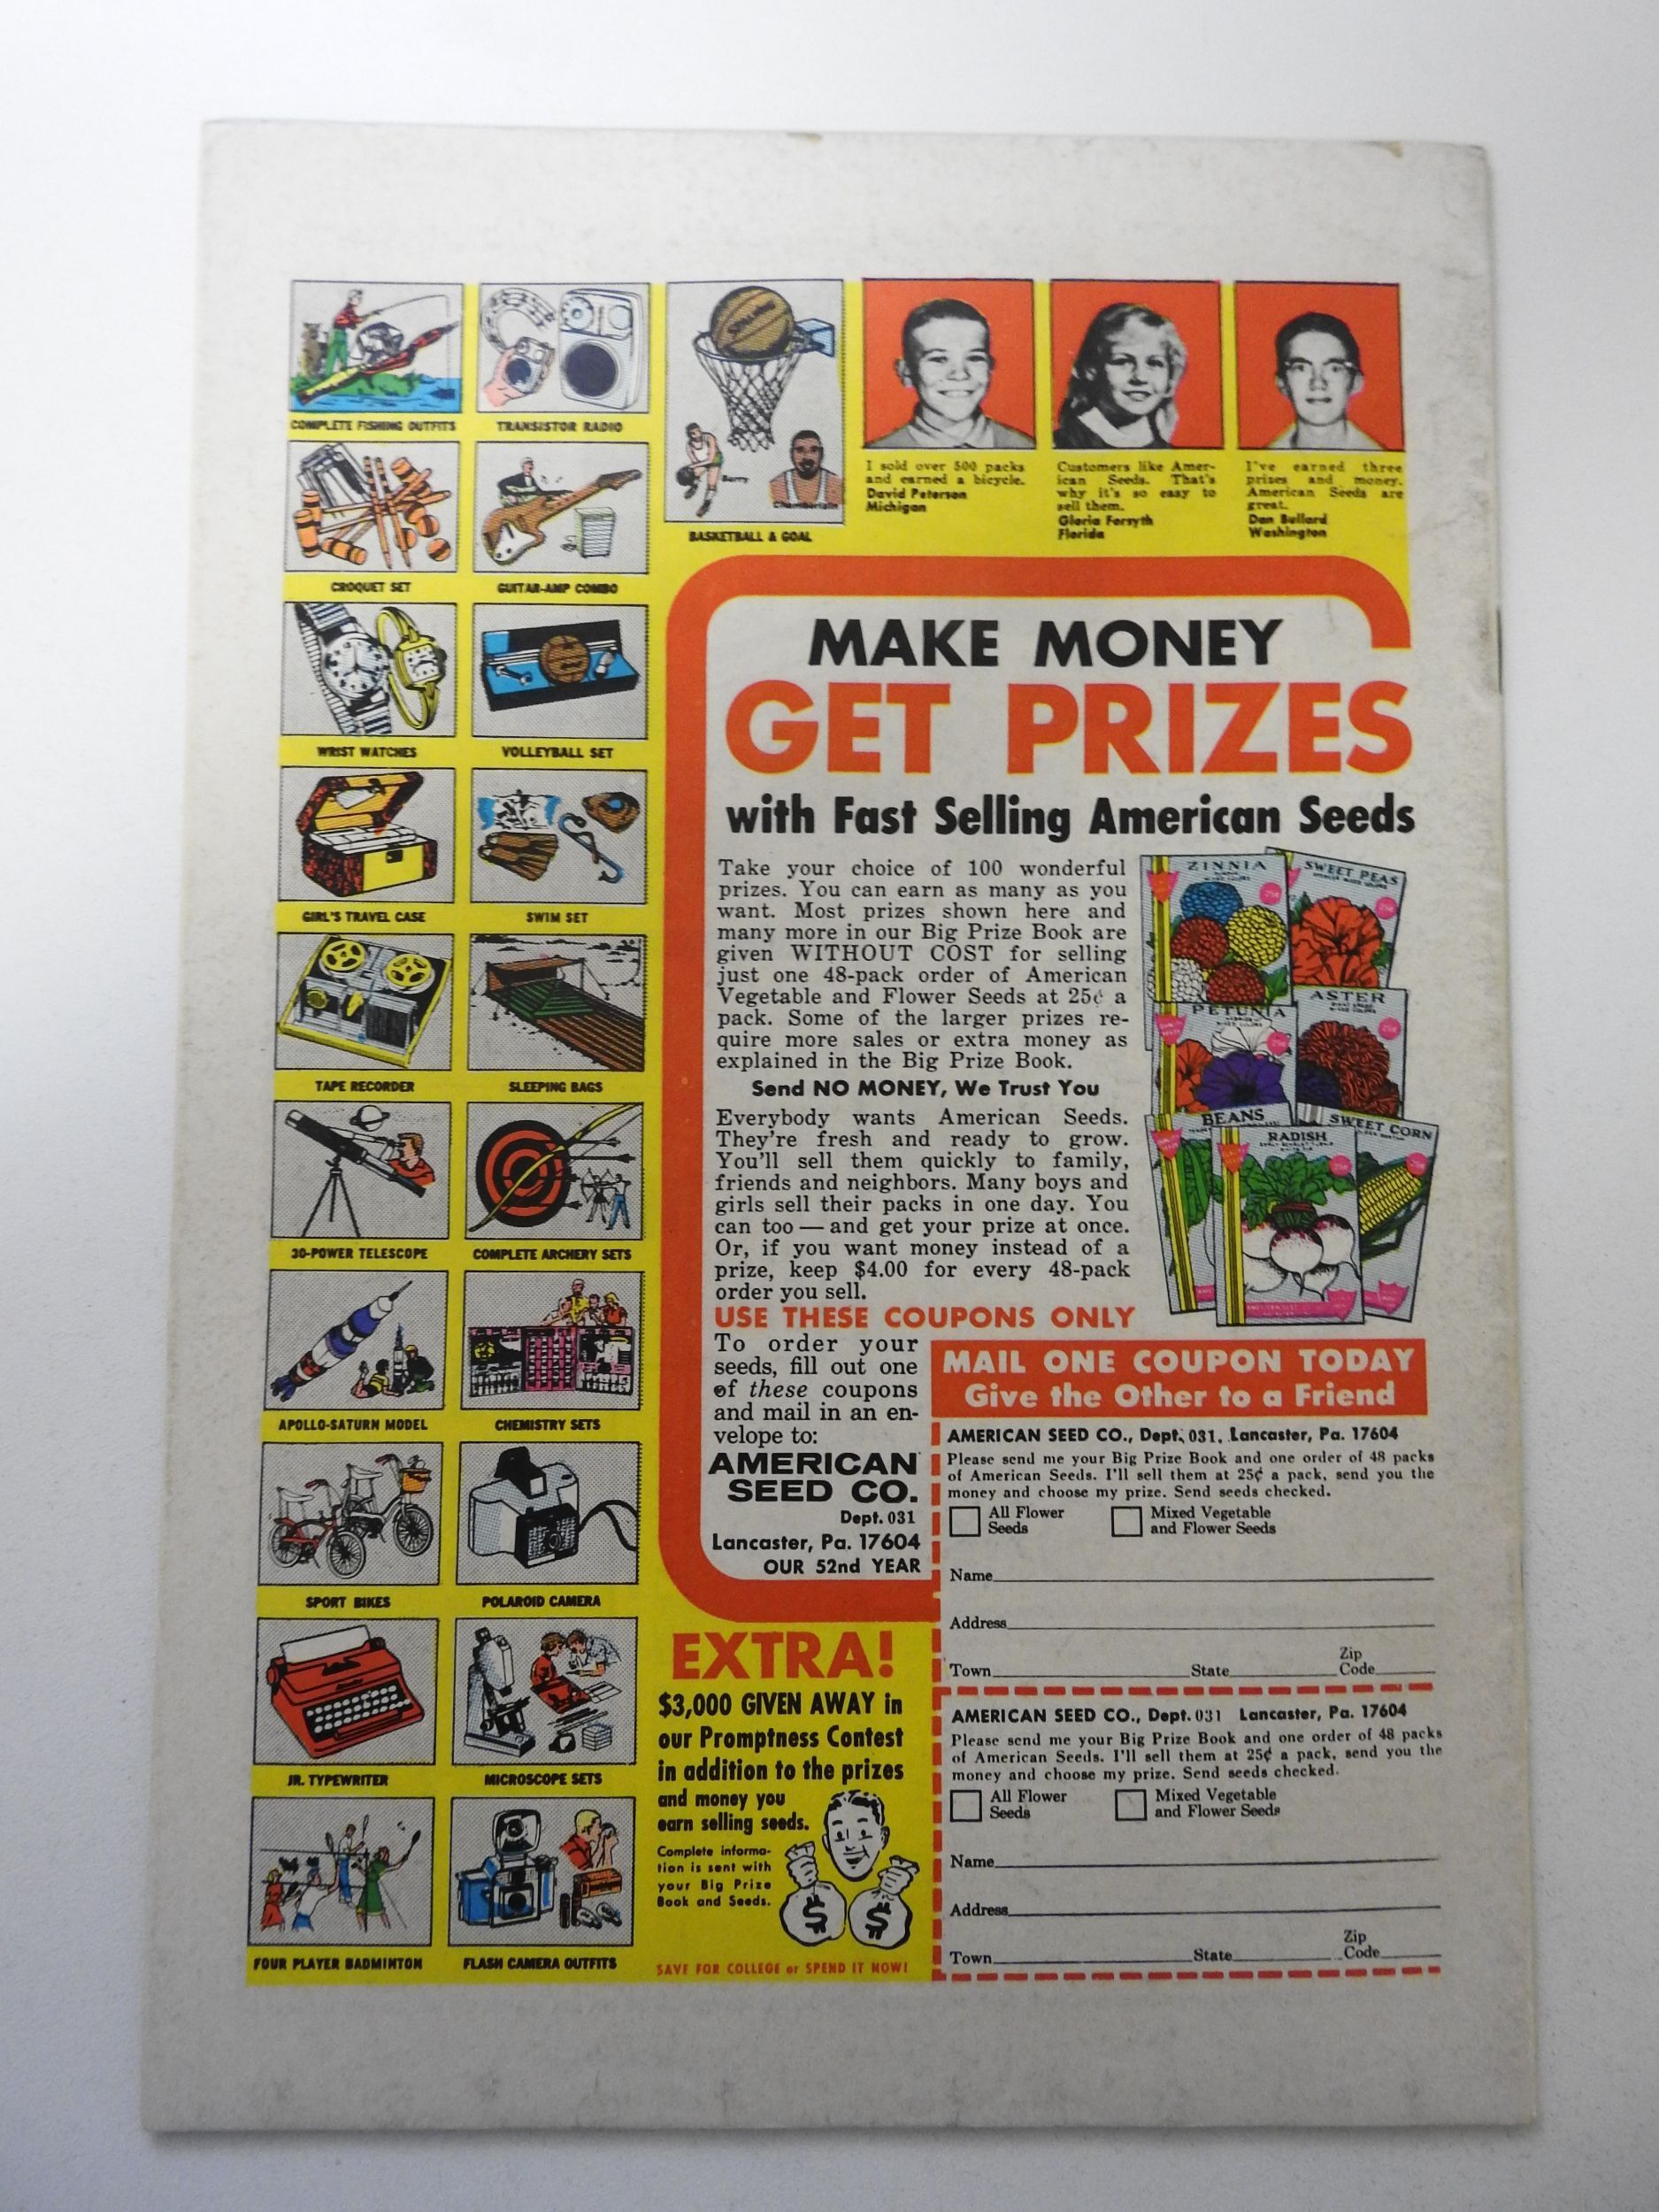 COMPLETE FISHING OUTFITS
TRANSISTOR RADIO
CROQUET SET
GUITAR-AMP COMBO
WRIST WATCHES
VOLLEYBALL SET
GIRL'S TRAVEL CASE
SWIM SET
TAPE RECORDER
SLEEPING BAGS
30-POWER TELESCOPE
COMPLETE ARCHERY SETS
APOLLO-SATURN MODEL
CHEMISTRY SETS
SPORT BIKES
POLAROID CAMERA
JR. TYPEWRITER
MICROSCOPE SETS
FOUR PLAYER BADMINTON
FLASH CAMERA OUTFITS
Barry
Chamberlain
BASKETBALL & GOAL
I sold over 500 packs
and earned a bicycle.
David Peterson
Michigan
Customers like Amer-
ican Seeds. That's
why it's so easy to
sell them.
Gloria Forsyth
Florida
I've earned three
prizes and money.
American Seeds are
great.
Dan Bullard
Washington
MAKE MONEY
GET PRIZES
with Fast Selling American Seeds
Take your choice of 100 wonderful
prizes. You can earn as many as you
want. Most prizes shown here and
many more in our Big Prize Book are
given WITHOUT COST for selling
just one 48-pack order of American
Vegetable and Flower Seeds at 25¢ a
pack. Some of the larger prizes re-
quire more sales or extra money as
explained in the Big Prize Book.
Send NO MONEY, We Trust You
Everybody wants American Seeds.
They're fresh and ready to grow.
You'll sell them quickly to family,
friends and neighbors. Many boys and
girls sell their packs in one day. You
can too — and get your prize at once.
Or, if you want money instead of a
prize, keep $4.00 for every 48-pack
order you sell.
ZINNIA
25¢
SWEET PEAS
25¢
PETUNIA
25¢
ASTER
25¢
BEANS
RADISH
25¢
SWEET CORN
25¢
USE THESE COUPONS ONLY
To order your
seeds, fill out one
of these coupons
and mail in an en-
velope to:
AMERICAN
SEED CO.
Dept. 031
Lancaster, Pa. 17604
OUR 52nd YEAR
MAIL ONE COUPON TODAY
Give the Other to a Friend
AMERICAN SEED CO., Dept. 031, Lancaster, Pa. 17604
Please send me your Big Prize Book and one order of 48 packs
of American Seeds. I'll sell them at 25¢ a pack, send you the
money and choose my prize. Send seeds checked.
All Flower
Seeds
Mixed Vegetable
and Flower Seeds
Name
Address
Town State Zip Code
AMERICAN SEED CO., Dept. 031 Lancaster, Pa. 17604
Please send me your Big Prize Book and one order of 48 packs
of American Seeds. I'll sell them at 25¢ a pack, send you the
money and choose my prize. Send seeds checked.
All Flower
Seeds
Mixed Vegetable
and Flower Seeds
Name
Address
Town State Zip Code
EXTRA!
$3,000 GIVEN AWAY in
our Promptness Contest
in addition to the prizes
and money you
earn selling seeds.
Complete informa-
tion is sent with
your Big Prize
Book and Seeds.
$ $
SAVE FOR COLLEGE or SPEND IT NOW!